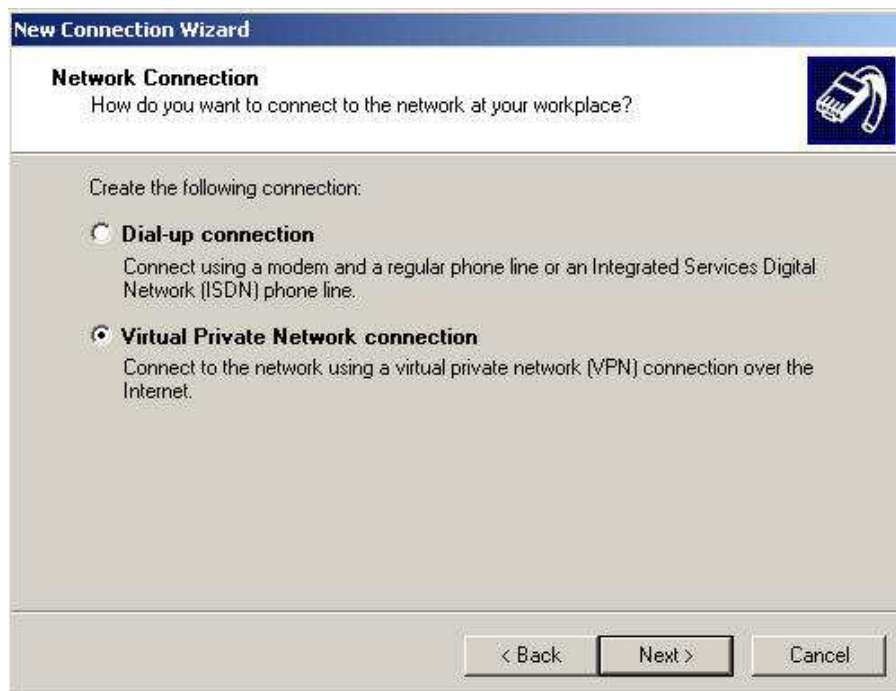 New Connection Wizard
Network Connection
How do you want to connect to the network at your workplace?
Create the following connection:
Dial-up connection
Connect using a modem and a regular phone line or an Integrated Services Digital
Network (ISDN) phone line.
Virtual Private Network connection
Connect to the network using a virtual private network (VPN) connection over the
Internet.
< Back
Next >
Cancel